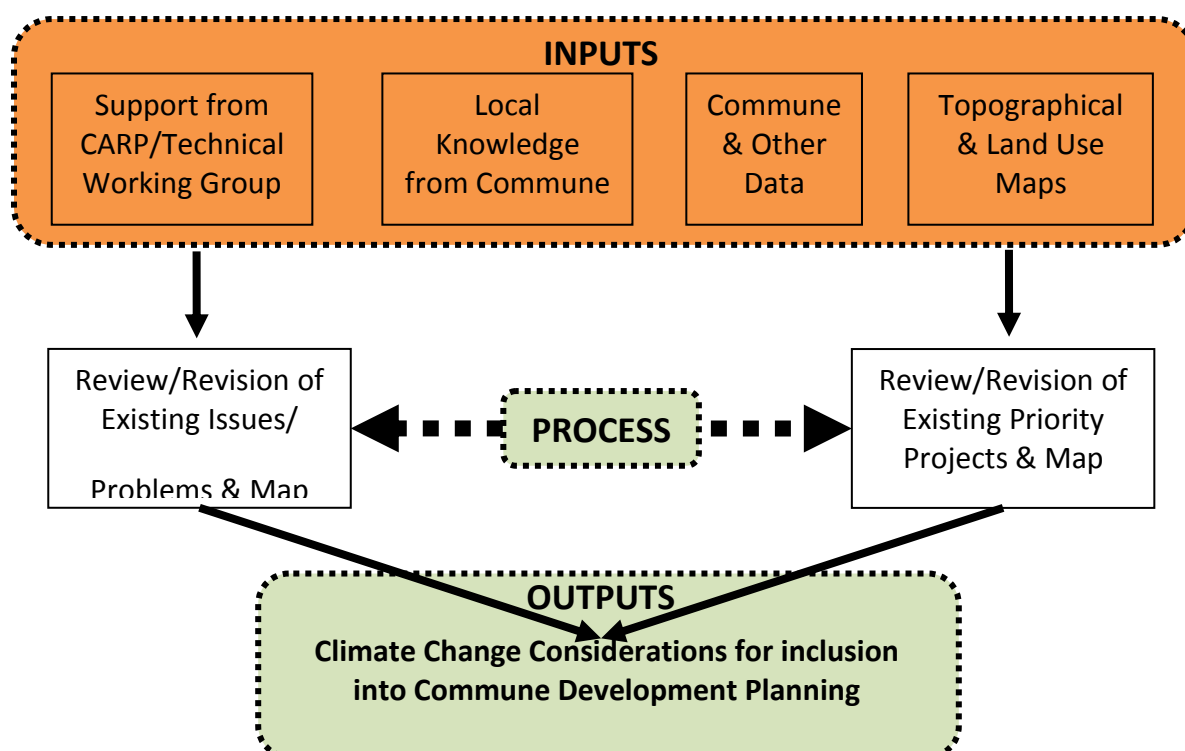 INPUTS
Support from
CARP/Technical
Working Group
Local
Knowledge
from Commune
Commune
& Other
Data
Topographical
& Land Use
Maps
Review/Revision of
Existing Issues/
Problems & Map
PROCESS
Review/Revision of
Existing Priority
Projects & Map
OUTPUTS
Climate Change Considerations for inclusion
into Commune Development Planning